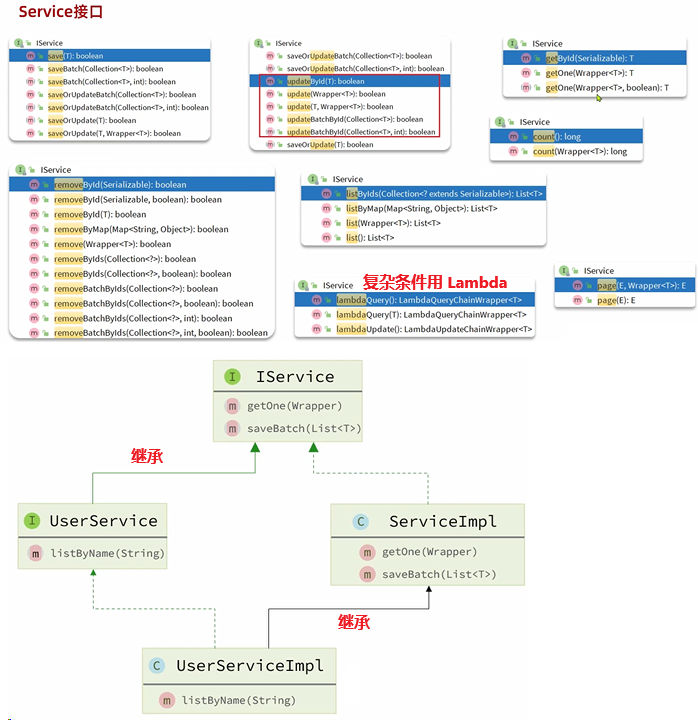 Service接口
IService
save(T): boolean
saveBatch(Collection<T>): boolean
saveBatch(Collection<T>, int): boolean
saveOrUpdateBatch(Collection<T>): boolean
saveOrUpdateBatch(Collection<T>, int): boolean
saveOrUpdate(T): boolean
saveOrUpdate(T, Wrapper<T>): boolean
IService
saveOrUpdateBatch(Collection<T>): boolean
saveOrUpdateBatch(Collection<T>, int): boolean
updateById(T): boolean
update(Wrapper<T>): boolean
update(T, Wrapper<T>): boolean
updateBatchById(Collection<T>): boolean
updateBatchById(Collection<T>, int): boolean
saveOrUpdate(T): boolean
IService
getById(Serializable): T
getOne(Wrapper<T>): T
getOne(Wrapper<T>, boolean): T
IService
count(): long
count(Wrapper<T>): long
IService
removeById(Serializable): boolean
removeById(Serializable, boolean): boolean
removeById(T): boolean
removeByMap(Map<String, Object>): boolean
remove(Wrapper<T>): boolean
removeByIds(Collection<?>): boolean
removeByIds(Collection<?>, boolean): boolean
removeBatchByIds(Collection<?>): boolean
removeBatchByIds(Collection<?>, boolean): boolean
removeBatchByIds(Collection<?>, int): boolean
removeBatchByIds(Collection<?>, int, boolean): boolean
IService
listByIds(Collection<? extends Serializable>): List<T>
listByMap(Map<String, Object>): List<T>
list(Wrapper<T>): List<T>
list(): List<T>
IService
复杂条件用 Lambda
lambdaQuery(): LambdaQueryChainWrapper<T>
lambdaQuery(T): LambdaQueryChainWrapper<T>
lambdaUpdate(): LambdaUpdateChainWrapper<T>
IService
page(E, Wrapper<T>): E
page(E): E
IService
getOne(Wrapper)
saveBatch(List<T>)
继承
UserService
listByName(String)
ServiceImpl
getOne(Wrapper)
saveBatch(List<T>)
继承
UserServiceImpl
listByName(String)